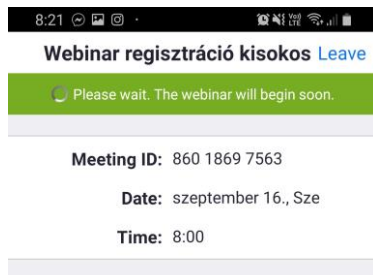 8:21
Webinar regisztráció kisokos Leave
Please wait. The webinar will begin soon.
Meeting ID: 860 1869 7563
Date: szeptember 16., Sze
Time: 8:00